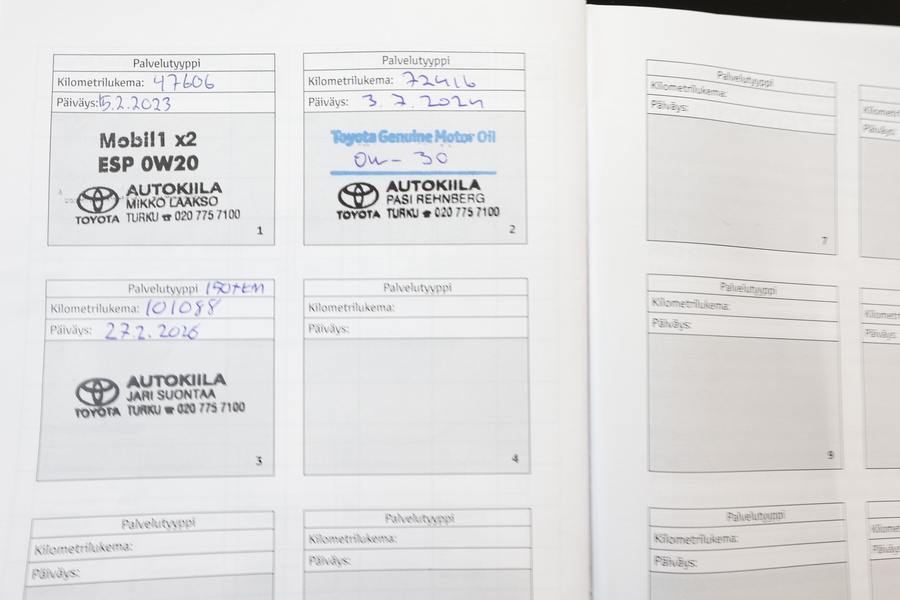 Palvelutyyppi
Kilometrilukema: 47606
Päiväys: 15.2.2023
Mobil1 x2
ESP 0W20
AUTOKIILA
MIKKO LAAKSO
TOYOTA TURKU ☎ 020 775 7100
1
Palvelutyyppi
Kilometrilukema: 72416
Päiväys: 3.7.2024
Toyota Genuine Motor Oil
0w-30
AUTOKIILA
PASI REHNBERG
TOYOTA TURKU ☎ 020 775 7100
2
Palvelutyyppi
Kilometrilukema: 101088
Päiväys: 27.2.2026
AUTOKIILA
JARI SUONTAA
TOYOTA TURKU ☎ 020 775 7100
3
Palvelutyyppi
Kilometrilukema:
Päiväys:
4
Palvelutyyppi
Kilometrilukema:
Päiväys:
Palvelutyyppi
Kilometrilukema:
Päiväys:
Palvelutyyppi
Kilometrilukema:
Päiväys:
7
Palvelutyyppi
Kilometrilukema:
Päiväys:
9
Palvelutyyppi
Kilometrilukema:
Päiväys:
Päiväys:
Päiväys:
Päiväys: